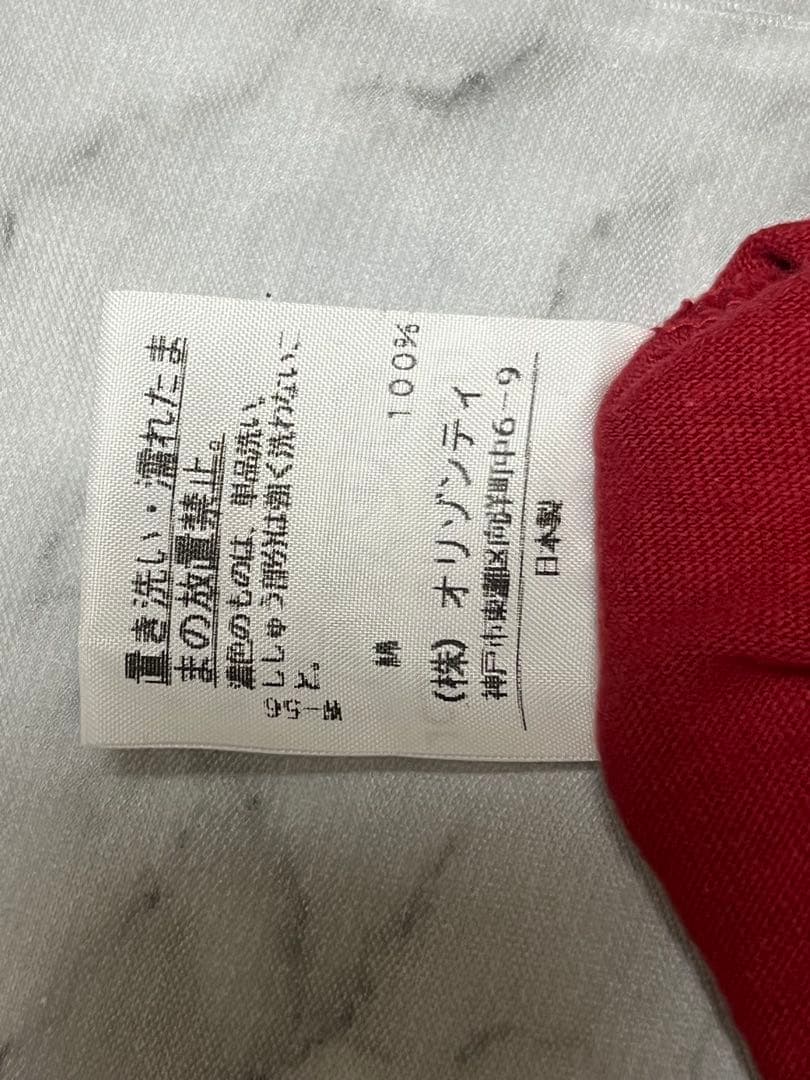 置き洗い・濡れたま
まの放置禁止。
濃色のものは、単品洗い。
ししゅう部分は強く洗わないこ
と。
綿 100%
(株) オリゾンティ
神戸市東灘区向洋町中6-9
日本製